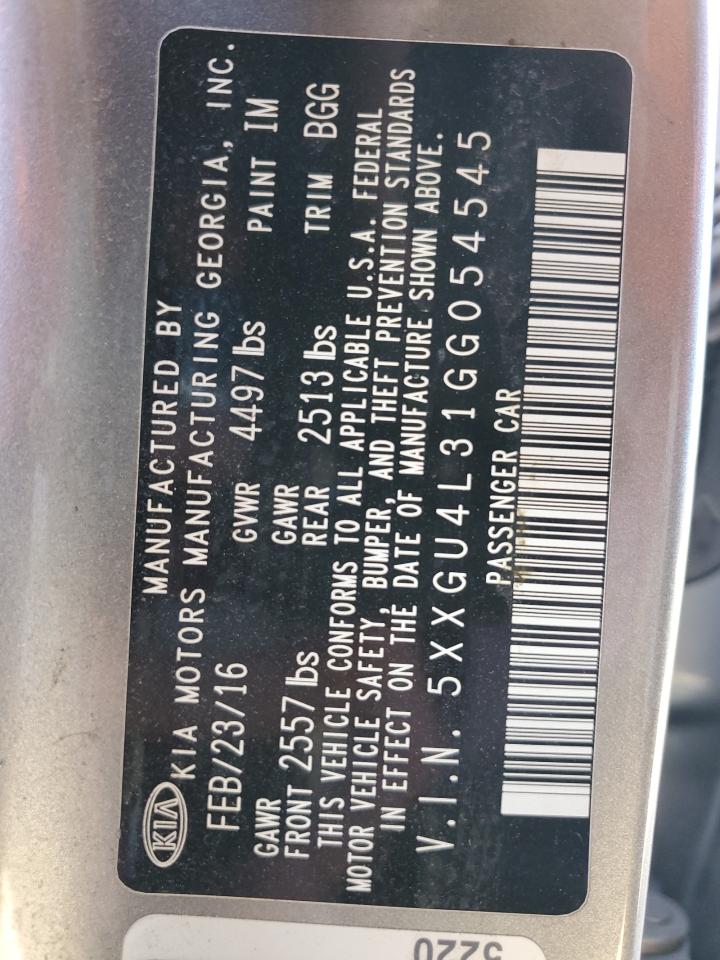 MANUFACTURED BY
KIA KIA MOTORS MANUFACTURING GEORGIA, INC.
FEB/23/16 GVWR 4497 lbs PAINT IM
GAWR FRONT 2557 lbs GAWR REAR 2513 lbs TRIM BGG
THIS VEHICLE CONFORMS TO ALL APPLICABLE U.S.A. FEDERAL
MOTOR VEHICLE SAFETY, BUMPER, AND THEFT PREVENTION STANDARDS
IN EFFECT ON THE DATE OF MANUFACTURE SHOWN ABOVE.
V.I.N. 5XXGU4L31GG054545
PASSENGER CAR
5220